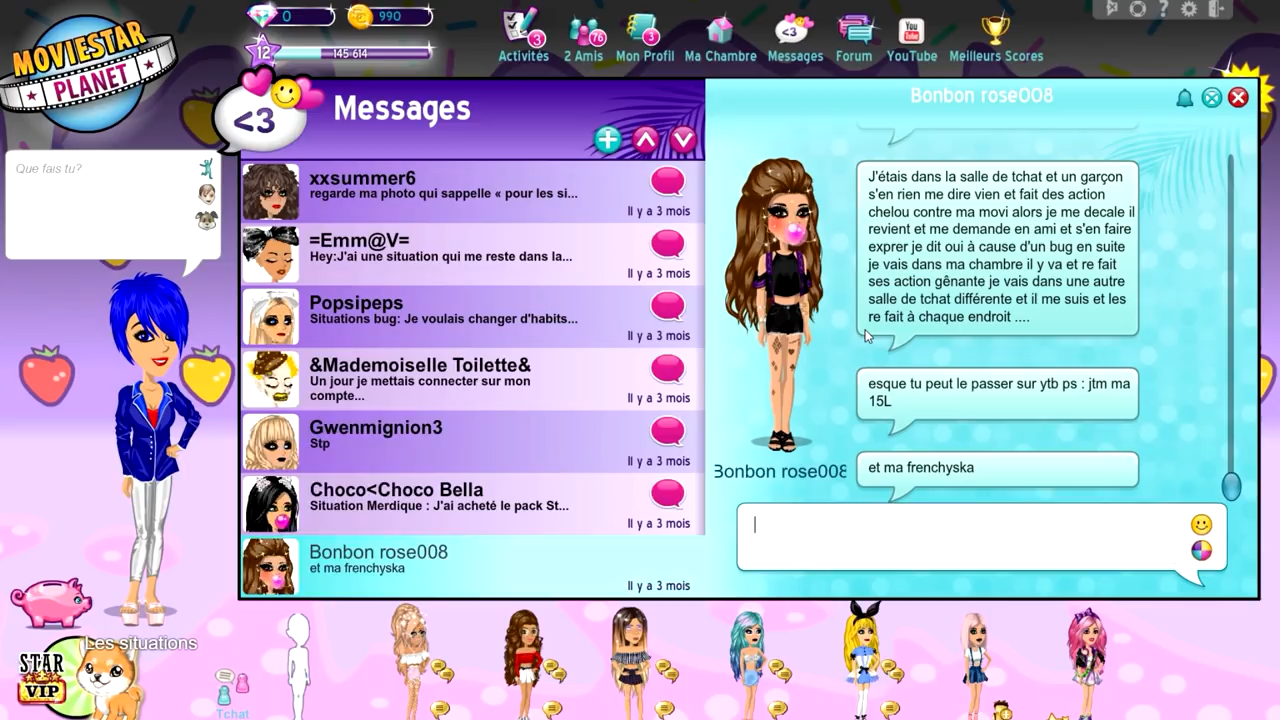 MOVIESTAR
PLANET
0
990
12
145 614
3
Activités
76
2 Amis
3
Mon Profil
Ma Chambre
<3
Messages
Forum
You
Tube
YouTube
Meilleurs Scores
Que fais tu?
<3
Messages
xxsummer6
regarde ma photo qui sappelle « pour les si...
Il y a 3 mois
=Emm@V=
Hey:J'ai une situation qui me reste dans la...
Il y a 3 mois
Popsipeps
Situations bug: Je voulais changer d'habits...
Il y a 3 mois
&Mademoiselle Toilette&
Un jour je mettais connecter sur mon
compte...
Il y a 3 mois
Gwenmignion3
Stp
Il y a 3 mois
Choco<Choco Bella
Situation Merdique : J'ai acheté le pack St...
Il y a 3 mois
Bonbon rose008
et ma frenchyska
Il y a 3 mois
Bonbon rose008
J'étais dans la salle de tchat et un garçon
s'en rien me dire vien et fait des action
chelou contre ma movi alors je me decale il
revient et me demande en ami et s'en faire
exprer je dit oui à cause d'un bug en suite
je vais dans ma chambre il y va et re fait
ses action gênante je vais dans une autre
salle de tchat différente et il me suis et les
re fait à chaque endroit ....
esque tu peut le passer sur ytb ps : jtm ma
15L
et ma frenchyska
Bonbon rose008
Les situations
STAR
VIP
Tchat